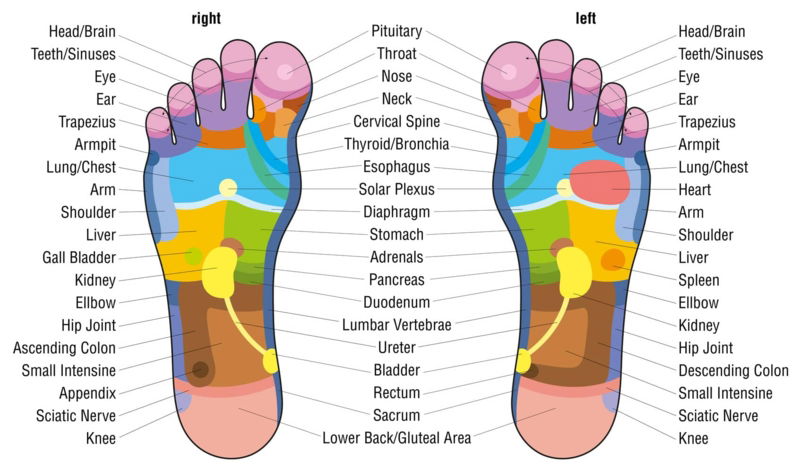 right
left
Head/Brain
Teeth/Sinuses
Eye
Ear
Trapezius
Armpit
Lung/Chest
Arm
Shoulder
Liver
Gall Bladder
Kidney
Ellbow
Hip Joint
Ascending Colon
Small Intensine
Appendix
Sciatic Nerve
Knee
Pituitary
Throat
Nose
Neck
Cervical Spine
Thyroid/Bronchia
Esophagus
Solar Plexus
Diaphragm
Stomach
Adrenals
Pancreas
Duodenum
Lumbar Vertebrae
Ureter
Bladder
Rectum
Sacrum
Lower Back/Gluteal Area
Head/Brain
Teeth/Sinuses
Eye
Ear
Trapezius
Armpit
Lung/Chest
Heart
Arm
Shoulder
Liver
Spleen
Ellbow
Kidney
Hip Joint
Descending Colon
Small Intensine
Sciatic Nerve
Knee